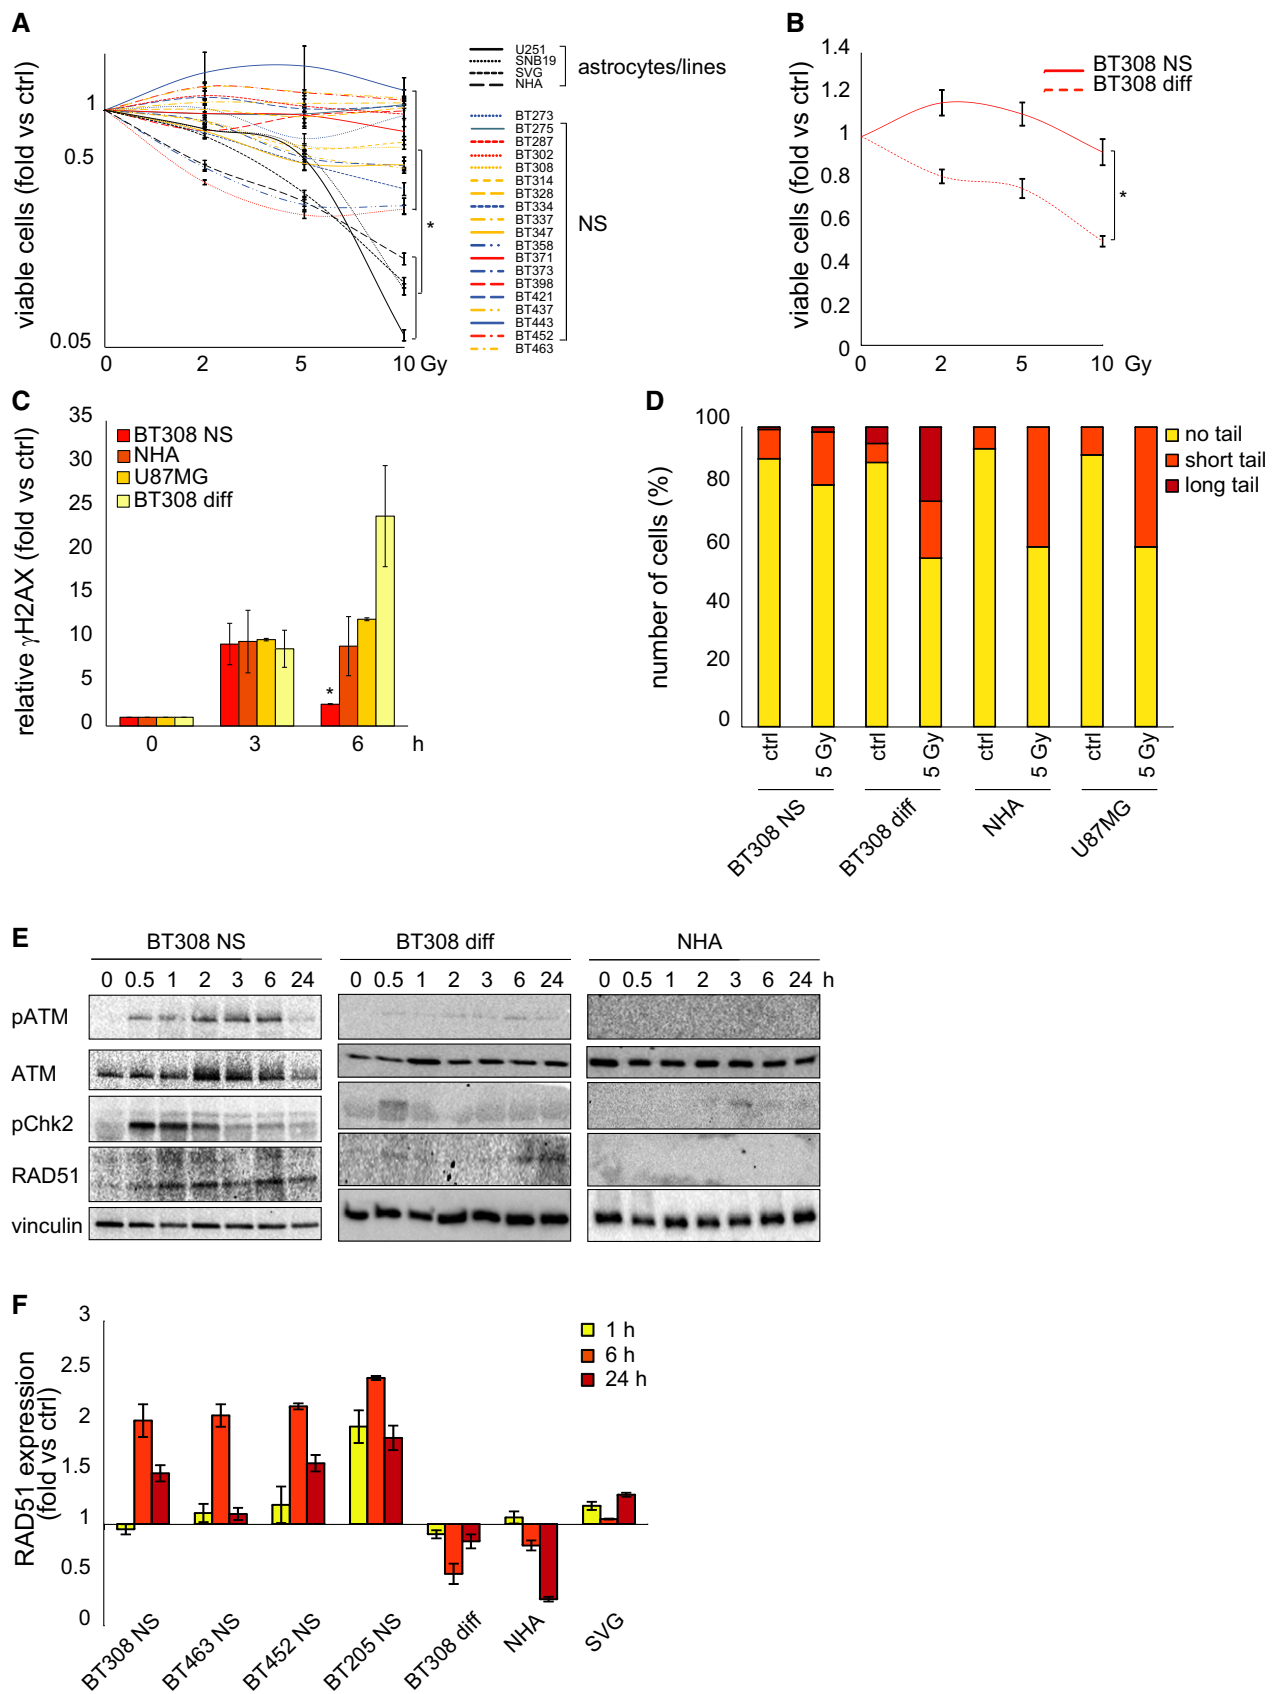 A
viable cells (fold vs ctrl)
1
0.5
0.05
0 2 5 10 Gy
*
U251
SNB19
SVG
NHA
astrocytes/lines
BT273
BT275
BT287
BT302
BT308
BT314
BT328
BT334
BT337
BT347
BT358
BT371
BT373
BT398
BT421
BT437
BT443
BT452
BT463
NS
B
viable cells (fold vs ctrl)
1.4
1.2
1
0.8
0.6
0.4
0.2
0
0 2 5 10 Gy
BT308 NS
BT308 diff
*
C
relative γH2AX (fold vs ctrl)
35
30
25
20
15
10
5
0
BT308 NS
NHA
U87MG
BT308 diff
*
0 3 6 h
D
number of cells (%)
100
80
60
40
20
0
no tail
short tail
long tail
ctrl 5 Gy ctrl 5 Gy ctrl 5 Gy ctrl 5 Gy
BT308 NS BT308 diff NHA U87MG
E
BT308 NS BT308 diff NHA
0 0.5 1 2 3 6 24 0 0.5 1 2 3 6 24 0 0.5 1 2 3 6 24 h
pATM
ATM
pChk2
RAD51
vinculin
F
RAD51 expression
(fold vs ctrl)
3
2.5
2
1.5
1
0.5
0
1 h
6 h
24 h
BT308 NS BT463 NS BT452 NS BT205 NS BT308 diff NHA SVG